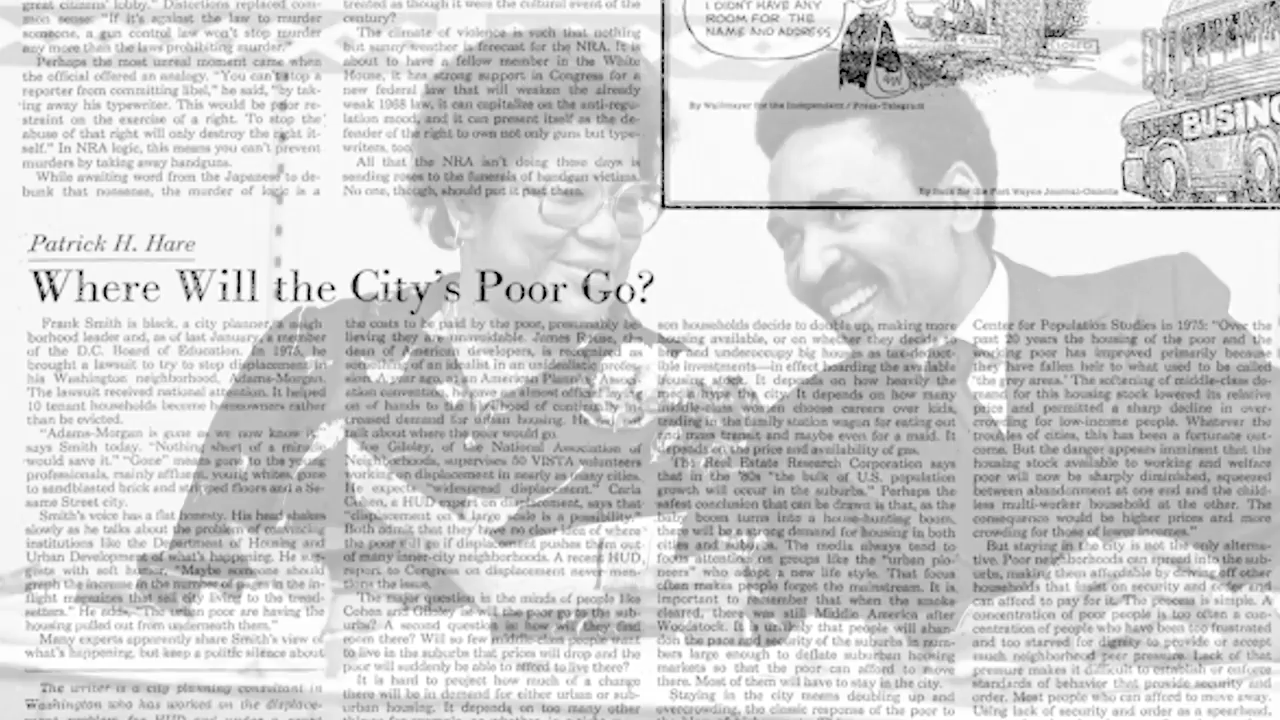 great citizens' lobby." Distortions replaced com-
mon sense: "If it's against the law to murder
someone, a gun control law won't stop murder
any more than the laws prohibiting murder."
Perhaps the most unreal moment came when
the official offered an analogy. "You can't stop a
reporter from committing libel," he said, "by tak-
ing away his typewriter. This would be prior re-
straint on the exercise of a right. To stop the
abuse of that right will only destroy the right it-
self." In NRA logic, this means you can't prevent
murders by taking away handguns.
While awaiting word from the Japanese to de-
bunk that nonsense, the murder of logic is a
treated as though it were the cultural event of the
century?
The climate of violence is such that nothing
but sunny weather is forecast for the NRA. It is
about to have a fellow member in the White
House, it has strong support in Congress for a
new federal law that will weaken the already
weak 1968 law, it can capitalize on the anti-regu-
lation mood, and it can present itself as the de-
fender of the right to own not only guns but type-
writers, too.
All that the NRA isn't doing these days is
sending roses to the funerals of handgun victims.
No one, though, should put it past them.
I DIDN'T HAVE ANY
ROOM FOR THE
NAME AND ADDRESS
CLOSED
By Wallmeyer for the Independent / Press-Telegram
BUSING
for the Fort Wayne Journal-Gazette
Patrick H. Hare
Where Will the City's Poor Go?
Frank Smith is black, a city planner, a neigh-
borhood leader and, as of last January, a member
of the D.C. Board of Education. In 1975,
brought a lawsuit to try to stop displacement
his Washington neighborhood, Adams-Morgan.
The lawsuit received national attention. It helped
10 tenant households become homeowners rather
than be evicted.
"Adams-Morgan is gone as we now know it,"
says Smith today. "Nothing short of a miracle
would save it." "Gone" means gone to the young
professionals, mainly affluent, young whites, gone
to sandblasted brick and stripped floors and a Se-
same Street city.
Smith's voice has a flat honesty. His head shakes
slowly as he talks about the problem of convincing
institutions like the Department of Housing and
Urban Development of what's happening. He sug-
gests with soft humor, "Maybe someone should
graph the increase in the number of pages in the in-
flight magazines that sell city living to the trend-
setters." He adds, "The urban poor are having the
housing pulled out from underneath them."
Many experts apparently share Smith's view of
what's happening, but keep a politic silence about
The writer is a city planning consultant in
Washington who has worked on the displace-
ment problem for HUD and under a grant
the costs to be paid by the poor, presumably be-
lieving they are unavoidable. James Rouse, the
dean of American developers, is recognized as
something of an idealist in an unidealistic profes-
sion. A year ago at an American Planning Associ-
ation convention, he gave an almost official wring-
ing of hands to the likelihood of continually in-
creased demand for urban housing. He did not
talk about where the poor would go.
Joe Giloley, of the National Association of
Neighborhoods, supervises 50 VISTA volunteers
working on displacement in nearly as many cities.
He expects "widespread displacement." Carla
Cohen, a HUD expert on displacement, says that
"displacement on a large scale is a possibility."
Both admit that they have no clear idea of where
the poor will go if displacement pushes them out
of many inner-city neighborhoods. A recent HUD
report to Congress on displacement never men-
tions the issue.
The major question in the minds of people like
Cohen and Giloley is: will the poor go to the sub-
urbs? A second question is: how will they find
room there? Will so few middle-class people want
to live in the suburbs that prices will drop and the
poor will suddenly be able to afford to live there?
It is hard to project how much of a change
there will be in demand for either urban or sub-
urban housing. It depends on too many other
things, for example, on whether
son households decide to double up, making more
housing available, or on whether they decide to
buy and underoccupy big houses as tax-deduct-
ible investments—in effect hoarding the available
housing stock. It depends on how heavily the
media hype the city. It depends on how many
middle-class women choose careers over kids,
trading in the family station wagon for eating out
and mass transit and maybe even for a maid. It
depends on the price and availability of gas.
The Real Estate Research Corporation says
that in the '80s "the bulk of U.S. population
growth will occur in the suburbs." Perhaps the
safest conclusion that can be drawn is that, as the
baby boom turns into a house-hunting boom,
there will be a strong demand for housing in both
cities and suburbs. The media always tend to
focus attention on groups like the "urban pio-
neers" who adopt a new life style. That focus
often makes people forget the mainstream. It is
important to remember that when the smoke
cleared, there was still Middle America after
Woodstock. It is unlikely that people will aban-
don the pace and security of the suburbs in num-
bers large enough to deflate suburban housing
markets so that the poor can afford to move
there. Most of them will have to stay in the city.
Staying in the city means doubling up and
overcrowding, the classic response of the poor to
Center for Population Studies in 1975: "Over the
past 20 years the housing of the poor and the
working poor has improved primarily because
they have fallen heir to what used to be called
'the grey areas.' The softening of middle-class de-
mand for this housing stock lowered its relative
price and permitted a sharp decline in over-
crowding for low-income people. Whatever the
troubles of cities, this has been a fortunate out-
come. But the danger appears imminent that the
housing stock available to working and welfare
poor will now be sharply diminished, squeezed
between abandonment at one end and the child-
less multi-worker household at the other. The
consequence would be higher prices and more
crowding for those of lower incomes."
But staying in the city is not the only alterna-
tive. Poor neighborhoods can spread into the sub-
urbs, making them affordable by driving off other
households that insist on security and order and
can afford to pay for it. The process is simple. A
concentration of poor people is too often a con-
centration of people who have been too frustrated
and too starved for dignity to provide or accept
much neighborhood peer pressure. Lack of that
pressure makes it difficult to establish or enforce
standards of behavior that provide security and
order. Most people who can afford to move away.
Using lack of security and order as a spearhead,